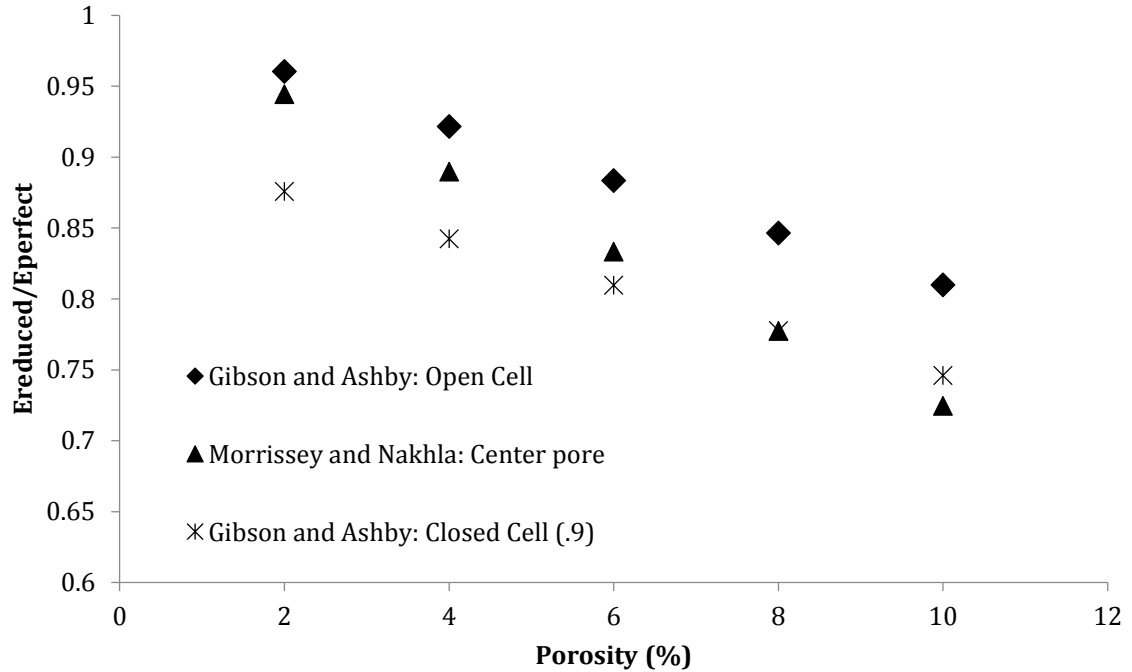 1
0.95
0.9
0.85
0.8
0.75
0.7
0.65
0.6
Ereduced/Eperfect
Gibson and Ashby: Open Cell
Morrissey and Nakhla: Center pore
Gibson and Ashby: Closed Cell (.9)
0 2 4 6 8 10 12
Porosity (%)